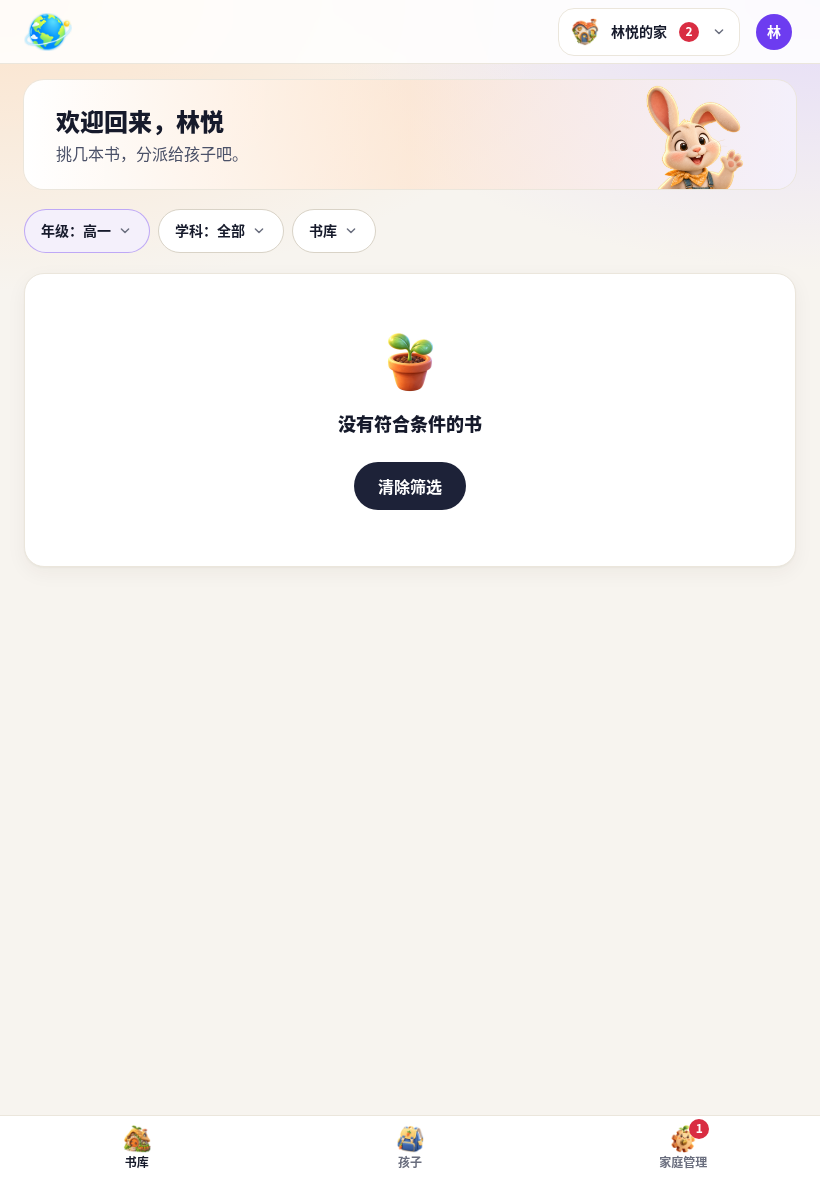 林悦的家 2
林
欢迎回来，林悦
挑几本书，分派给孩子吧。
年级：高一
学科：全部
书库
没有符合条件的书
清除筛选
书库
孩子
1
家庭管理